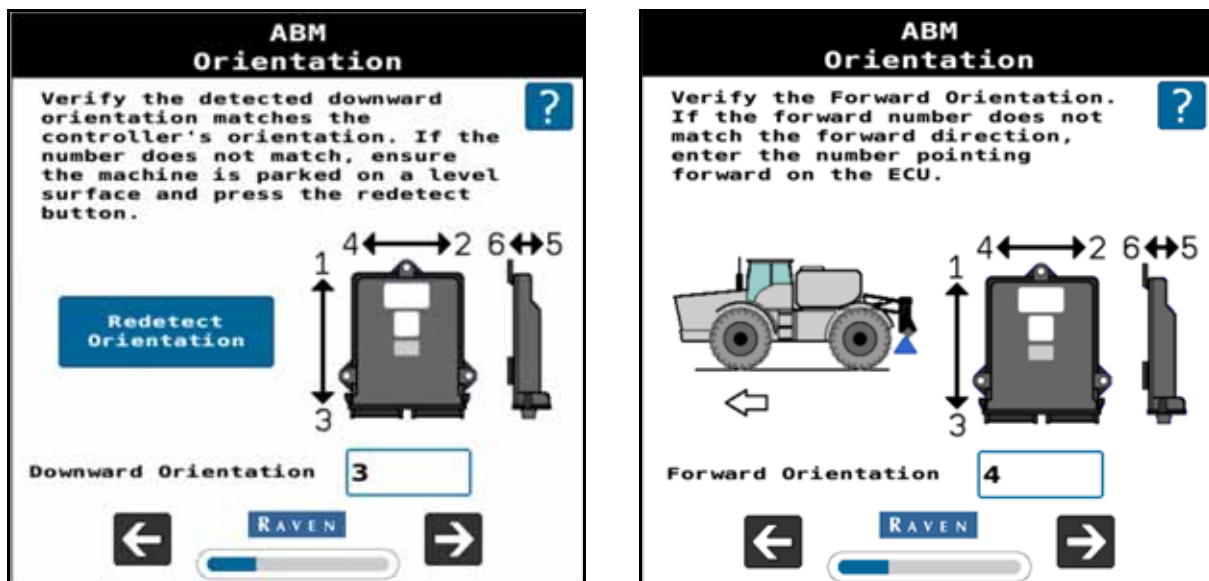 ABM
Orientation
Verify the detected downward
orientation matches the
controller's orientation. If the
number does not match, ensure
the machine is parked on a level
surface and press the redetect
button.
?
4 2 6 5
1
Redetect
Orientation
3
Downward Orientation 3
RAVEN
ABM
Orientation
Verify the Forward Orientation.
If the forward number does not
match the forward direction,
enter the number pointing
forward on the ECU.
?
4 2 6 5
1
3
Forward Orientation 4
RAVEN